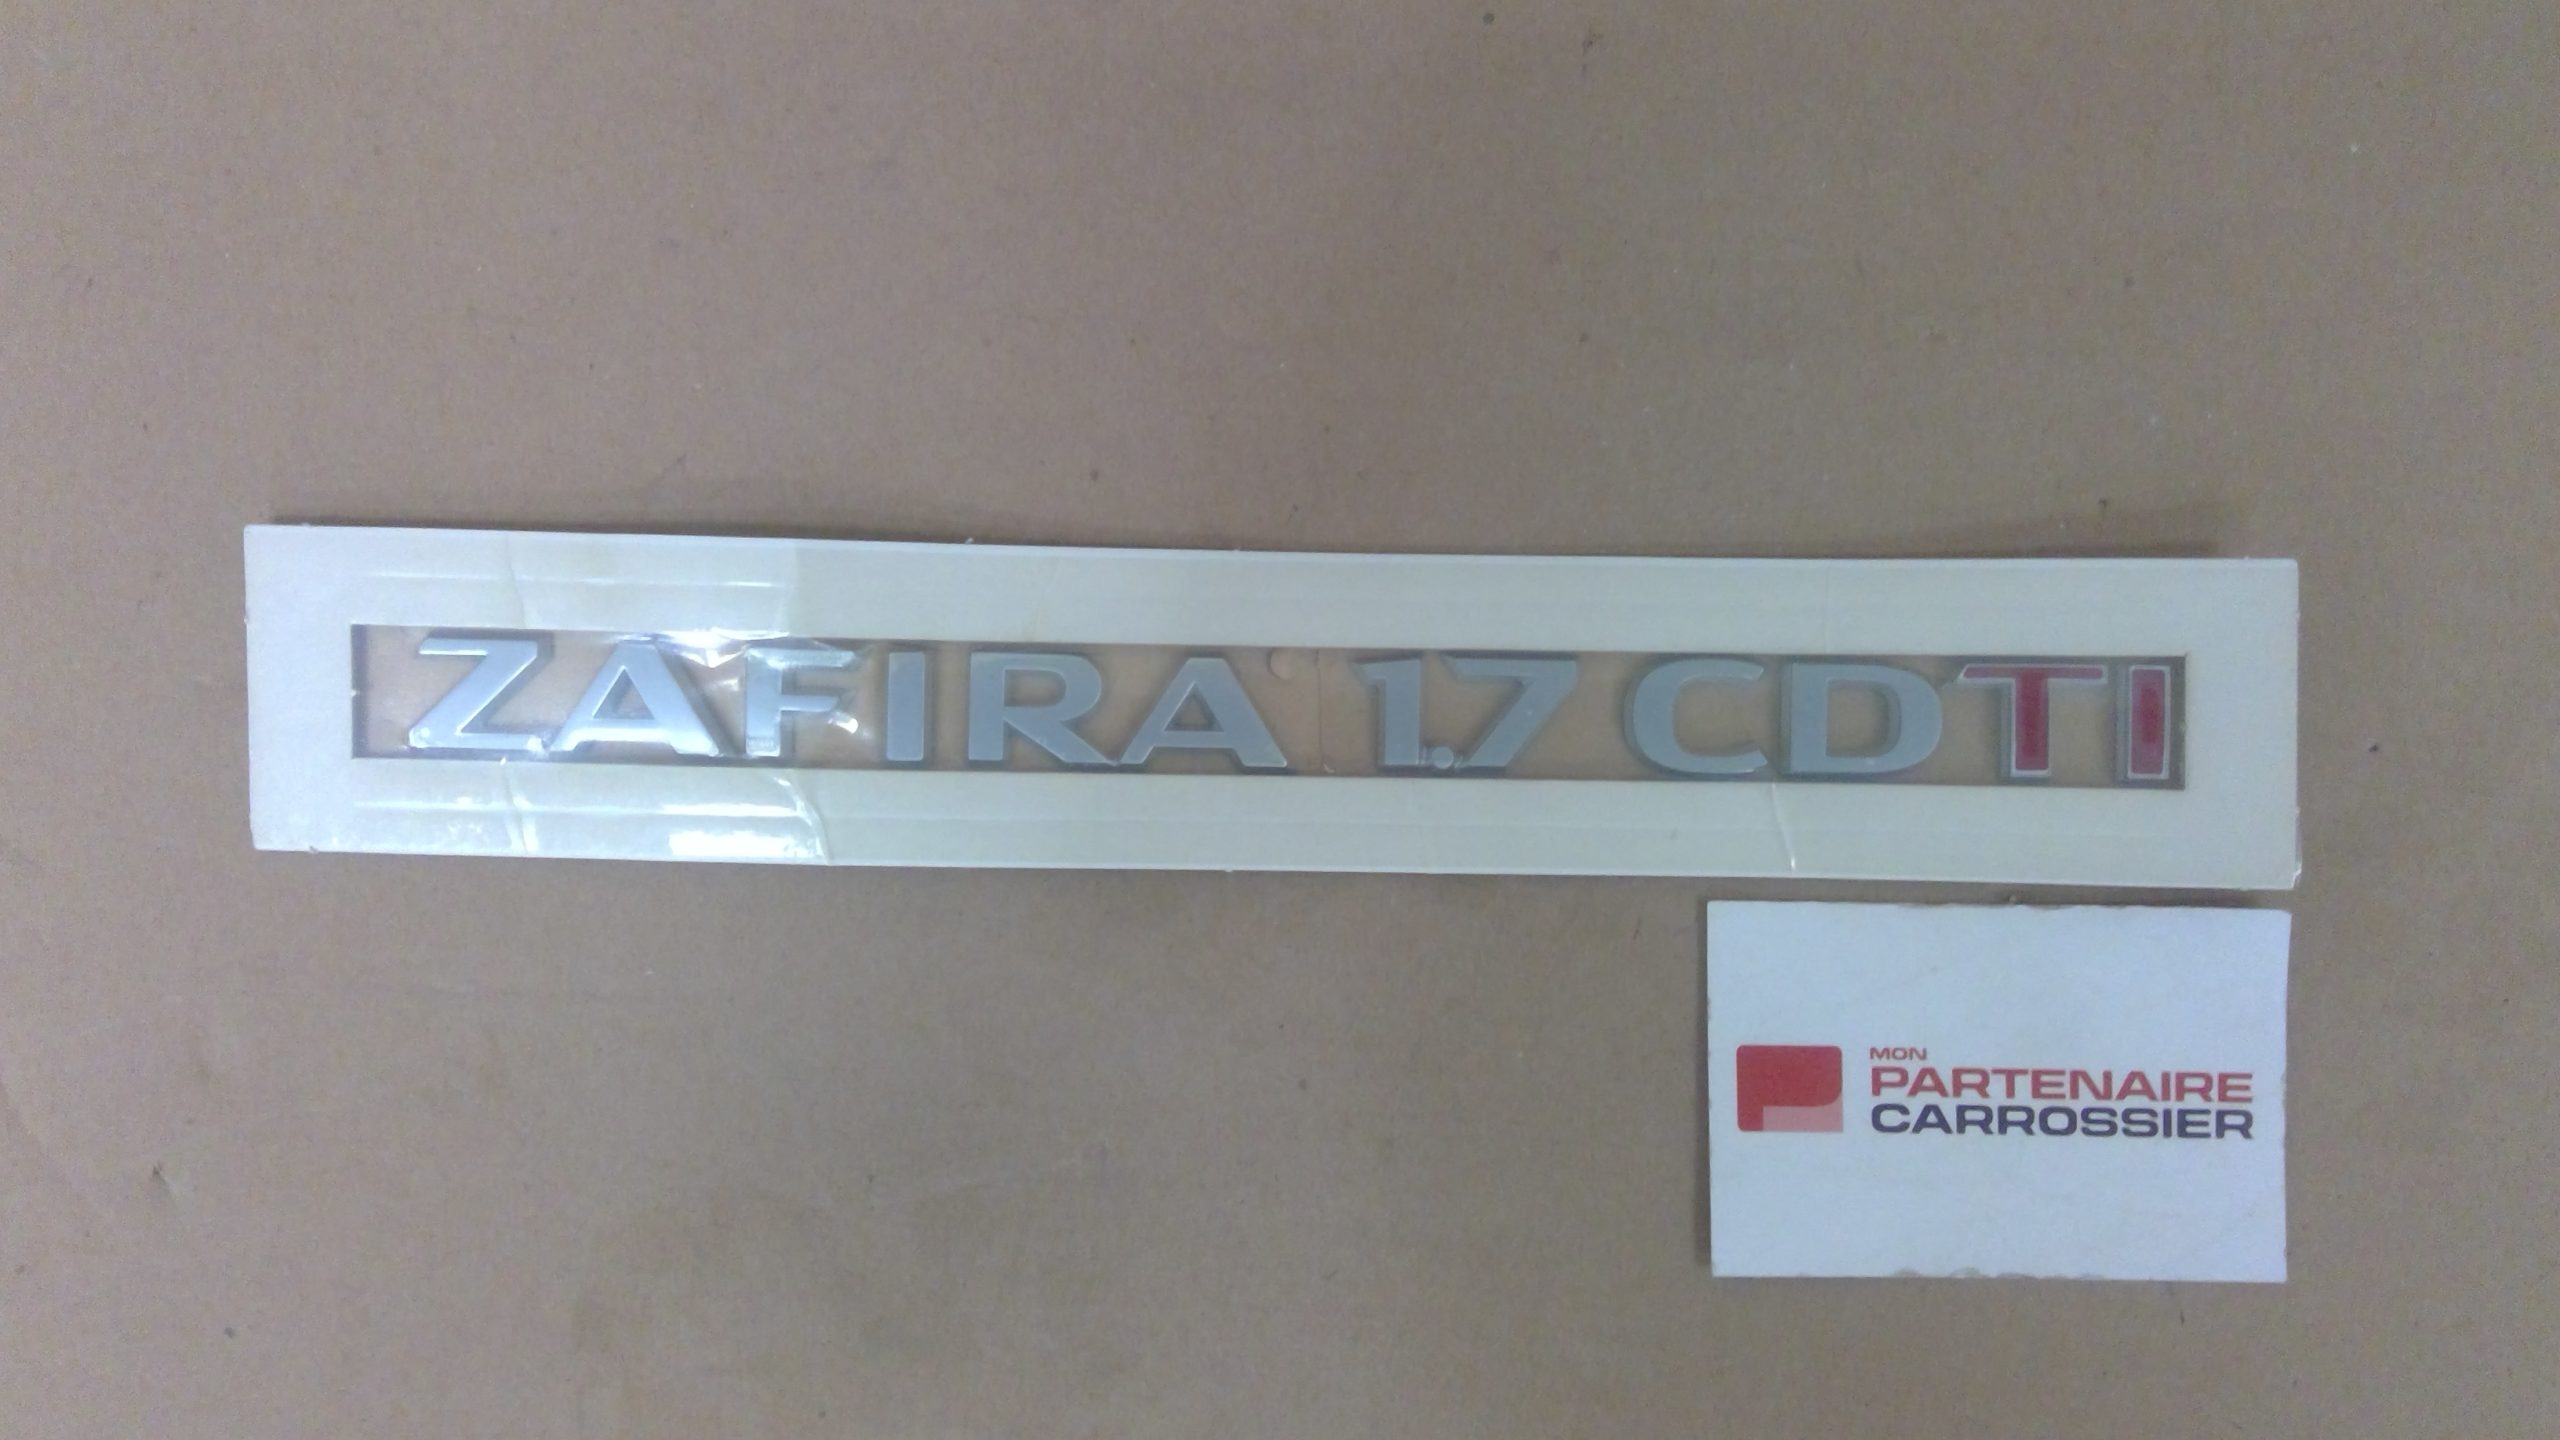 ZAFIRA 1.7 CDTI
MON
PARTENAIRE
CARROSSIER